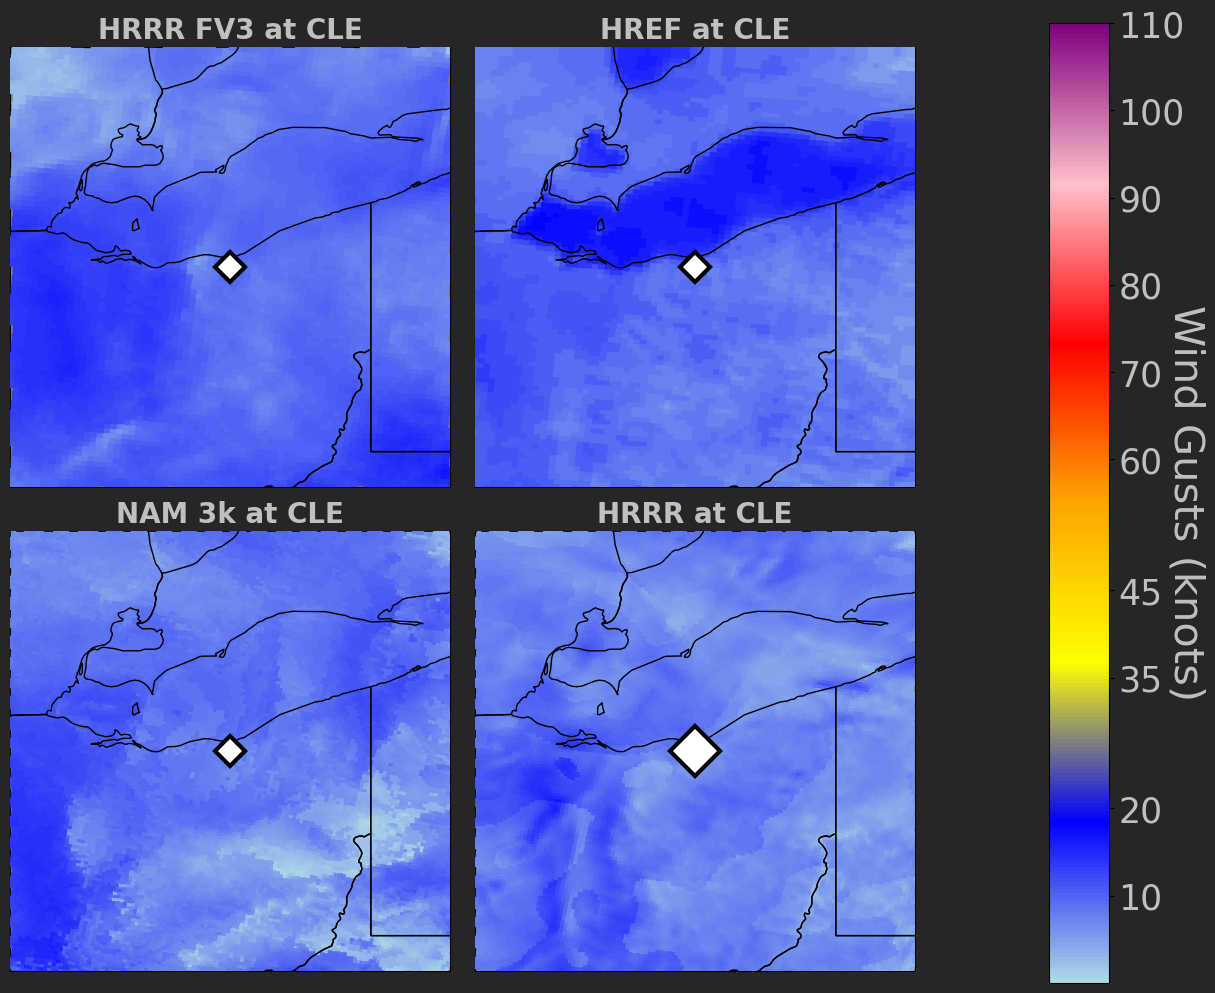 HRRR FV3 at CLE
HREF at CLE
NAM 3k at CLE
HRRR at CLE
110
100
90
80
70
60
45
35
20
10
Wind Gusts (knots)